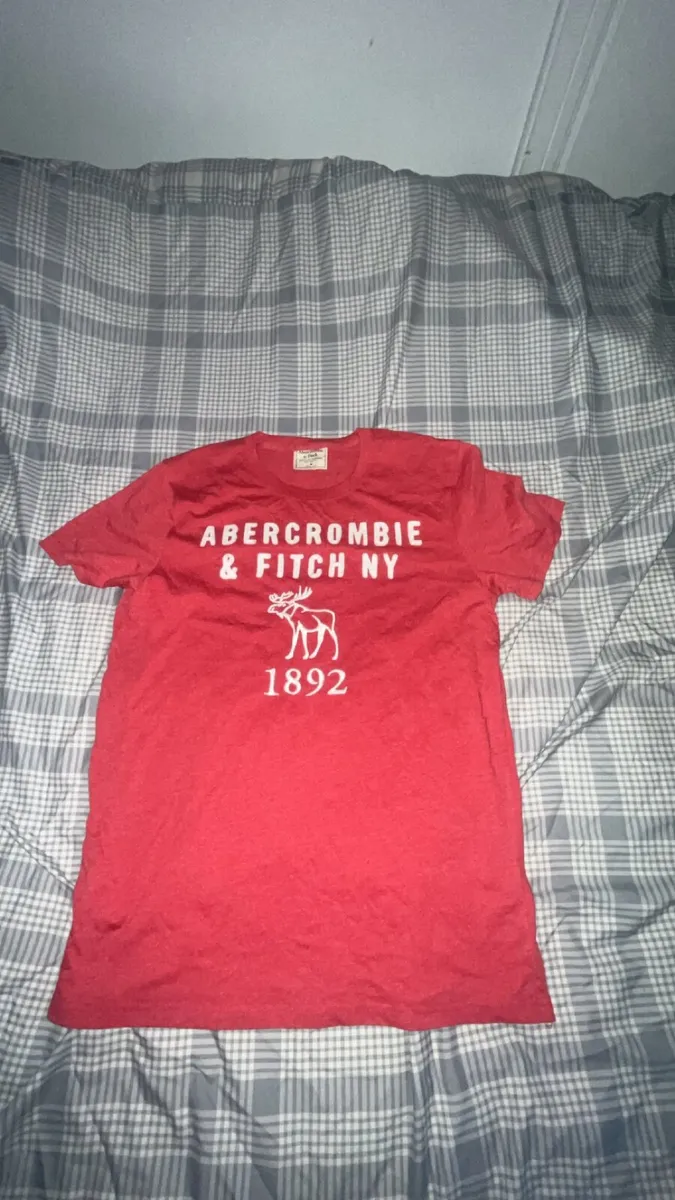 ABERCROMBIE
& FITCH NY
1892